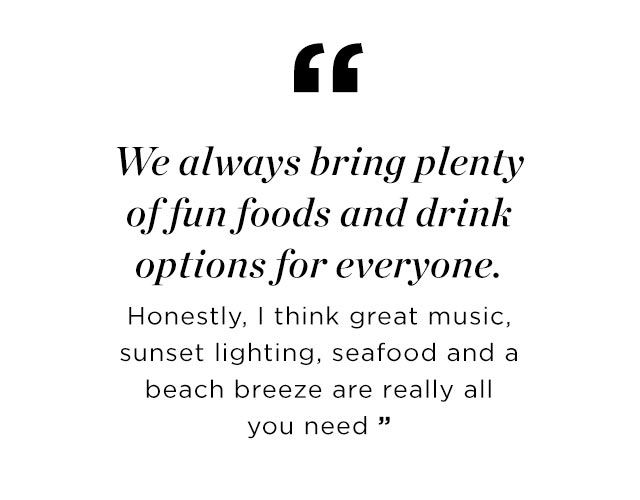 “
We always bring plenty
of fun foods and drink
options for everyone.
Honestly, I think great music,
sunset lighting, seafood and a
beach breeze are really all
you need ”